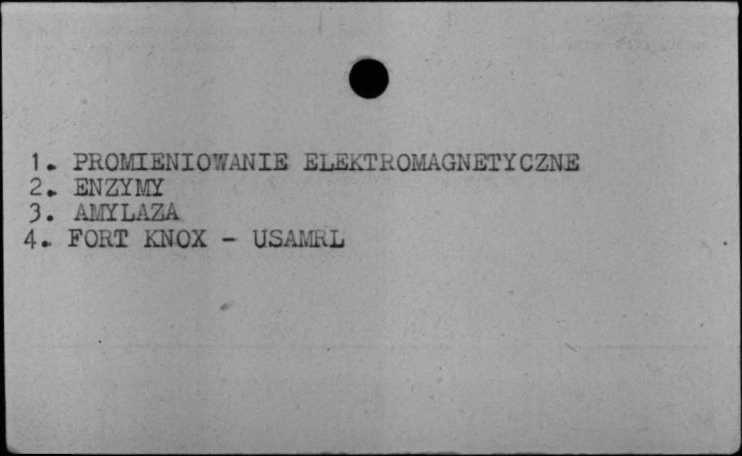 1. PROMIENIOWANIE ELEKTROMAGNETYCZNE
2. ENZYMY
3. AMYLAZA
4. FORT KNOX - USAMRL